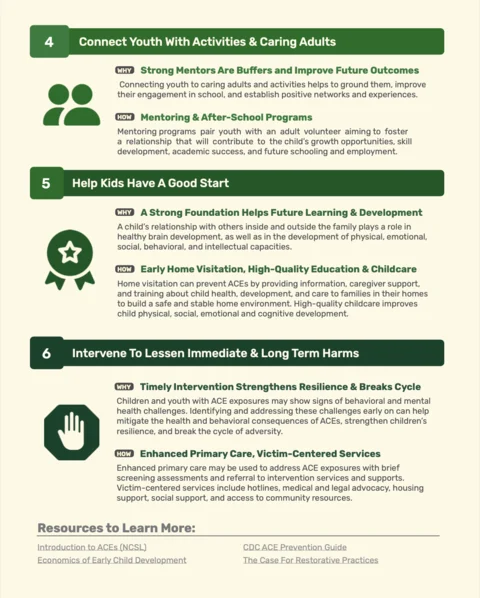 4 Connect Youth With Activities & Caring Adults
WHY Strong Mentors Are Buffers and Improve Future Outcomes
Connecting youth to caring adults and activities helps to ground them, improve
their engagement in school, and establish positive networks and experiences.
HOW Mentoring & After-School Programs
Mentoring programs pair youth with an adult volunteer aiming to foster
a relationship that will contribute to the child's growth opportunities, skill
development, academic success, and future schooling and employment.
5 Help Kids Have A Good Start
WHY A Strong Foundation Helps Future Learning & Development
A child's relationship with others inside and outside the family plays a role in
healthy brain development, as well as in the development of physical, emotional,
social, behavioral, and intellectual capacities.
HOW Early Home Visitation, High-Quality Education & Childcare
Home visitation can prevent ACEs by providing information, caregiver support,
and training about child health, development, and care to families in their homes
to build a safe and stable home environment. High-quality childcare improves
child physical, social, emotional and cognitive development.
6 Intervene To Lessen Immediate & Long Term Harms
WHY Timely Intervention Strengthens Resilience & Breaks Cycle
Children and youth with ACE exposures may show signs of behavioral and mental
health challenges. Identifying and addressing these challenges early on can help
mitigate the health and behavioral consequences of ACEs, strengthen children's
resilience, and break the cycle of adversity.
HOW Enhanced Primary Care, Victim-Centered Services
Enhanced primary care may be used to address ACE exposures with brief
screening assessments and referral to intervention services and supports.
Victim-centered services include hotlines, medical and legal advocacy, housing
support, social support, and access to community resources.
Resources to Learn More:
Introduction to ACEs (NCSL)
Economics of Early Child Development
CDC ACE Prevention Guide
The Case For Restorative Practices